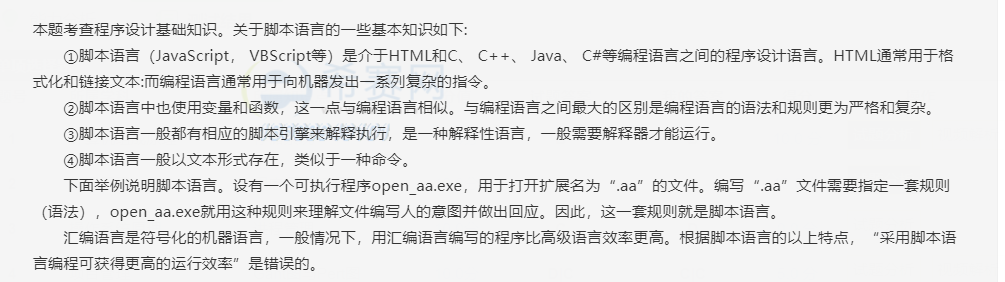 本题考查程序设计基础知识。关于脚本语言的一些基本知识如下:
①脚本语言（JavaScript， VBScript等）是介于HTML和C、 C++、 Java、 C#等编程语言之间的程序设计语言。HTML通常用于格
式化和链接文本:而编程语言通常用于向机器发出一系列复杂的指令。
②脚本语言中也使用变量和函数，这一点与编程语言相似。与编程语言之间最大的区别是编程语言的语法和规则更为严格和复杂。
③脚本语言一般都有相应的脚本引擎来解释执行，是一种解释性语言，一般需要解释器才能运行。
④脚本语言一般以文本形式存在，类似于一种命令。
下面举例说明脚本语言。设有一个可执行程序open_aa.exe，用于打开扩展名为“.aa”的文件。编写“.aa”文件需要指定一套规则
（语法），open_aa.exe就用这种规则来理解文件编写人的意图并做出回应。因此，这一套规则就是脚本语言。
汇编语言是符号化的机器语言，一般情况下，用汇编语言编写的程序比高级语言效率更高。根据脚本语言的以上特点，“采用脚本语
言编程可获得更高的运行效率”是错误的。
希赛网